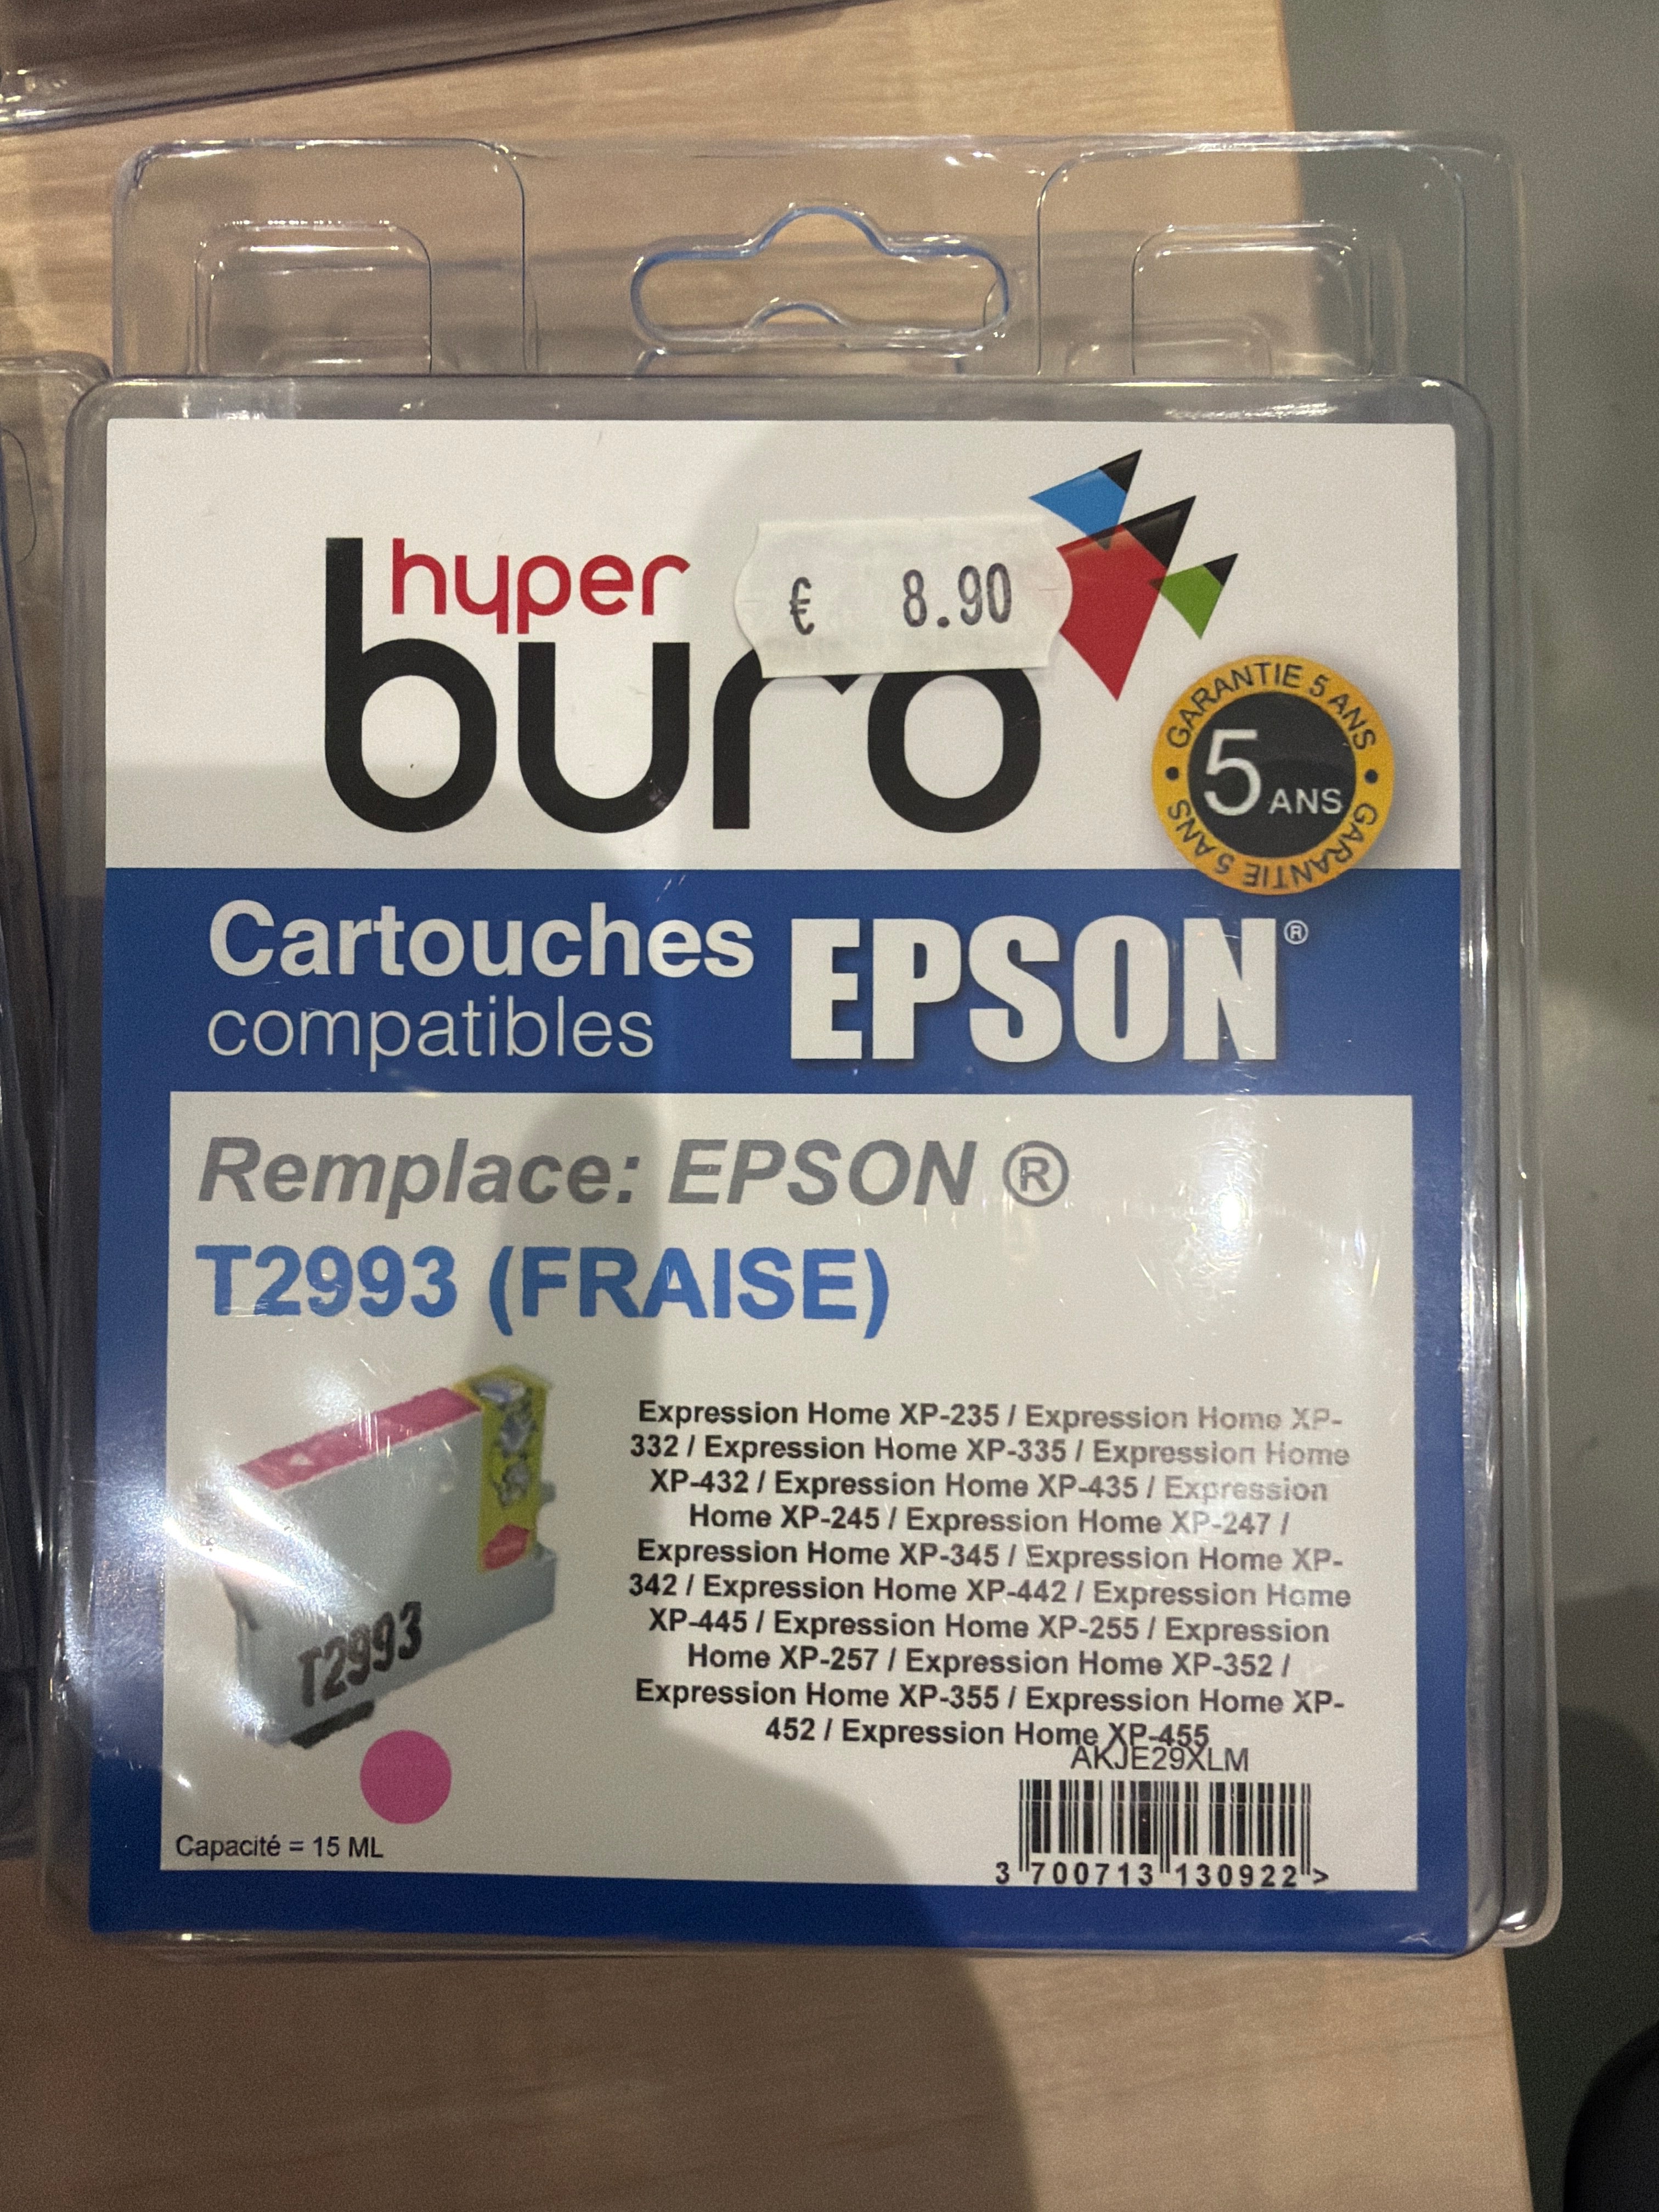 hyper
€ 8.90
buro
GARANTIE 5 ANS • GARANTIE 5 ANS •
5 ANS
Cartouches EPSON®
compatibles
Remplace: EPSON ®
T2993 (FRAISE)
Expression Home XP-235 / Expression Home XP-
332 / Expression Home XP-335 / Expression Home
XP-432 / Expression Home XP-435 / Expression
Home XP-245 / Expression Home XP-247 /
Expression Home XP-345 / Expression Home XP-
342 / Expression Home XP-442 / Expression Home
XP-445 / Expression Home XP-255 / Expression
Home XP-257 / Expression Home XP-352 /
Expression Home XP-355 / Expression Home XP-
452 / Expression Home XP-455
T2993
AKJE29XLM
Capacité = 15 ML
3 700713 130922 >